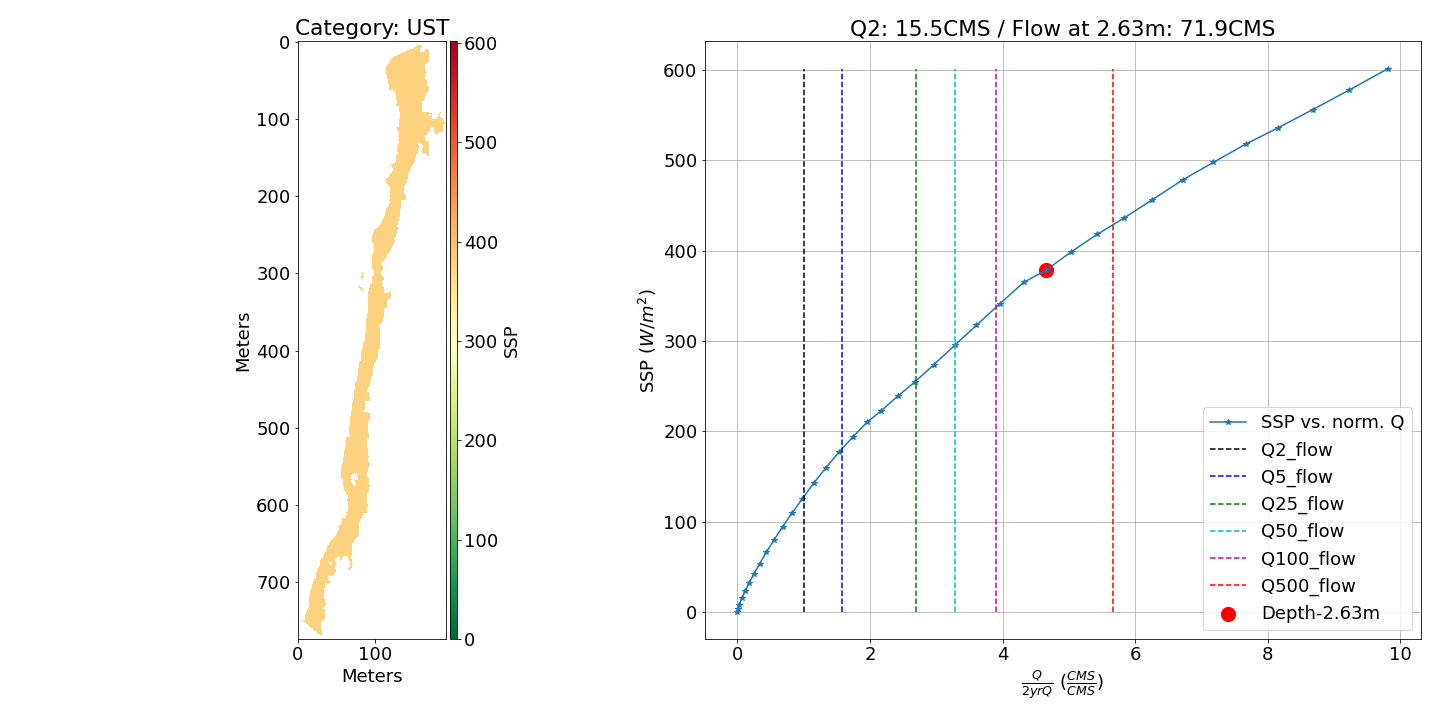 Category: UST
0
100
200
300
400
500
600
700
Meters
0
100
Meters
600
500
400
300
200
100
0
SSP
Q2: 15.5CMS / Flow at 2.63m: 71.9CMS
600
500
400
300
200
100
0
SSP (W/m²)
0
2
4
6
8
10
Q/2yrQ (CMS/CMS)
SSP vs. norm. Q
Q2_flow
Q5_flow
Q25_flow
Q50_flow
Q100_flow
Q500_flow
Depth-2.63m